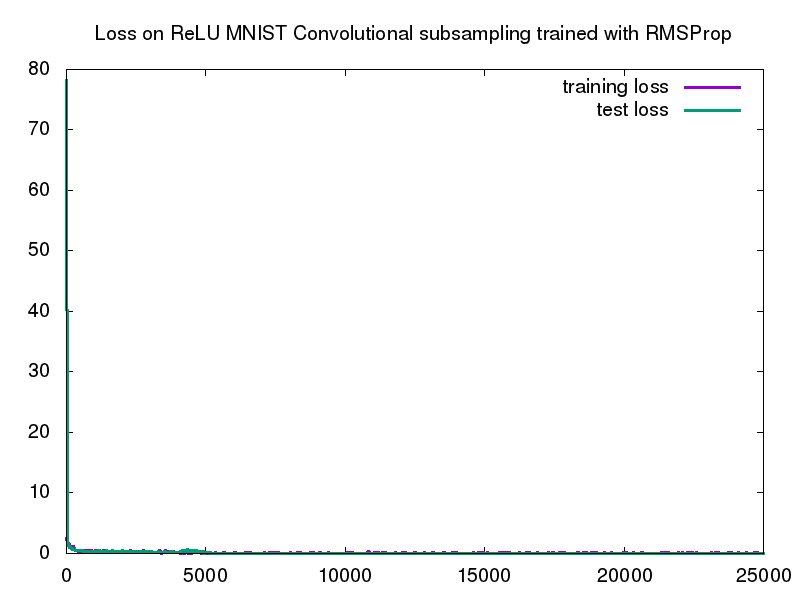 Loss on ReLU MNIST Convolutional subsampling trained with RMSProp
80
training loss
test loss
70
60
50
40
30
20
10
0
0 5000 10000 15000 20000 25000